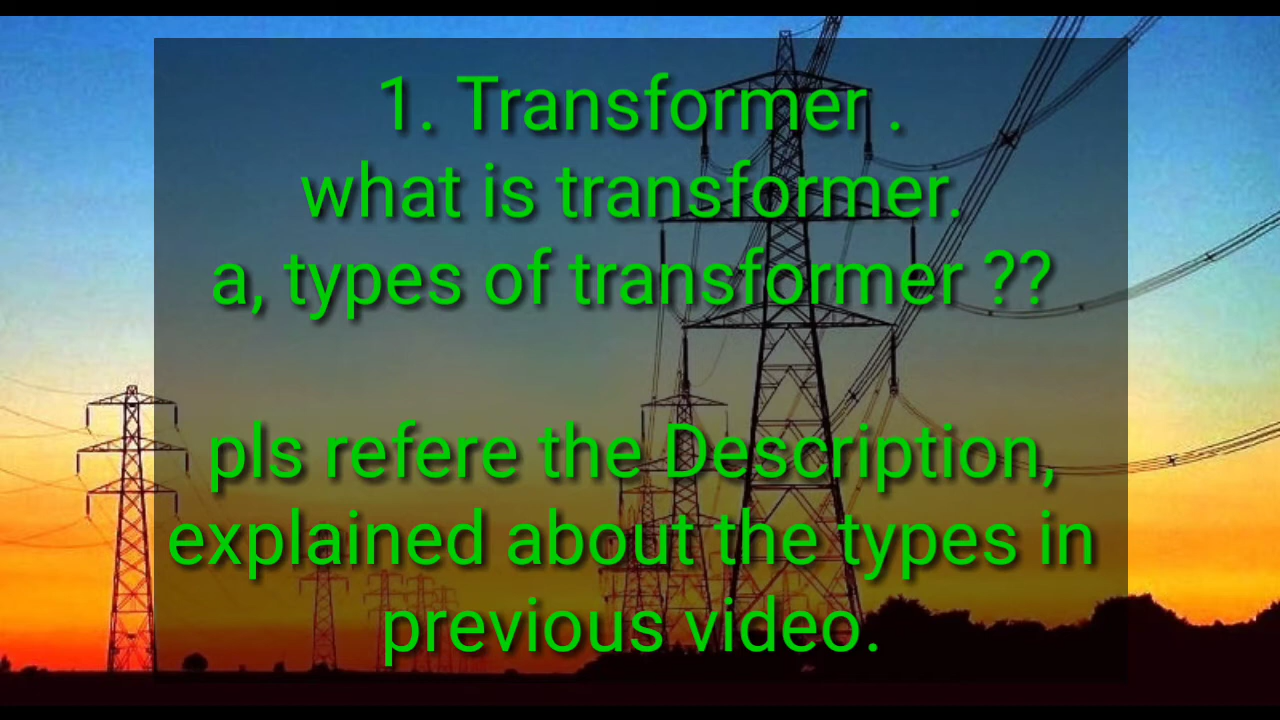 1. Transformer .
what is transformer.
a, types of transformer ??
pls refere the Description,
explained about the types in
previous video.